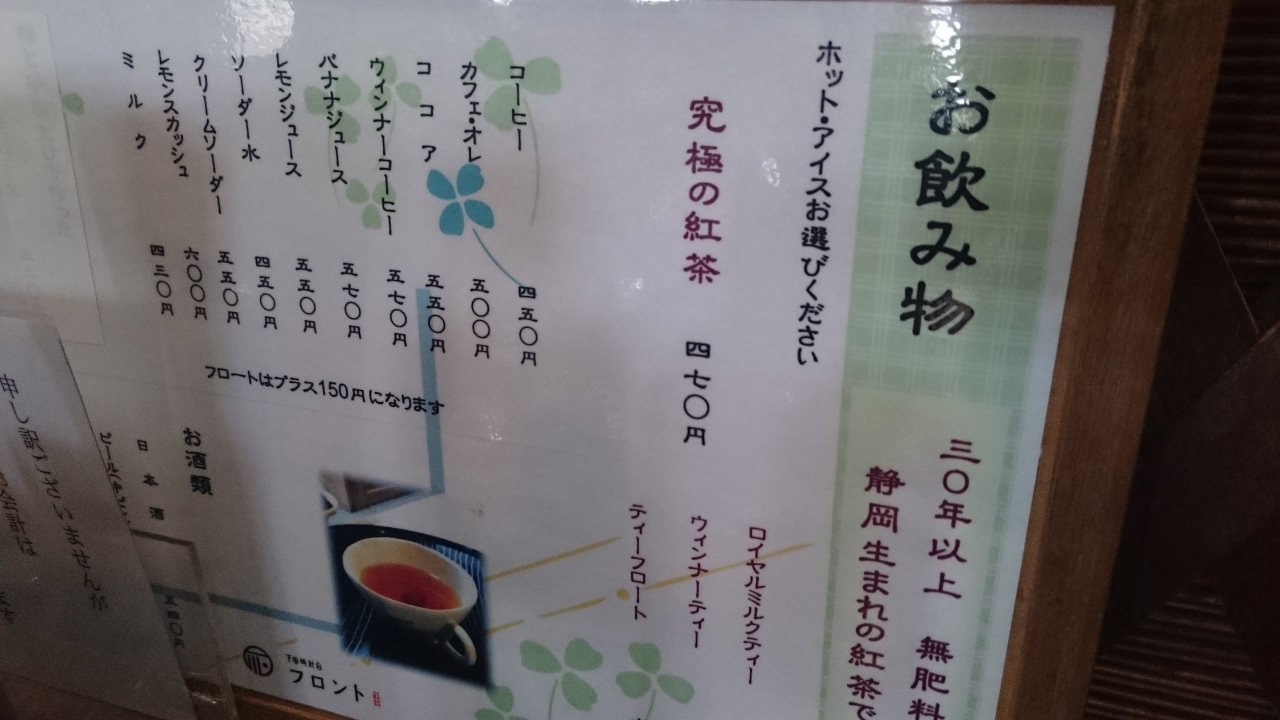 お飲み物
三〇年以上 無肥料
静岡生まれの紅茶で
ホット・アイスお選びください
究極の紅茶 四七〇円
ロイヤルミルクティー
ウィンナーティー
ティーフロート
コーヒー 四五〇円
カフェ・オレ 五〇〇円
ココア 五五〇円
ウィンナーコーヒー 五七〇円
バナナジュース 五七〇円
レモンジュース 五五〇円
ソーダー水 四五〇円
クリームソーダー 五五〇円
レモンスカッシュ 六〇〇円
ミルク 四三〇円
フロートはプラス150円になります
お酒類
日本酒
フロント
申し訳ございませんが